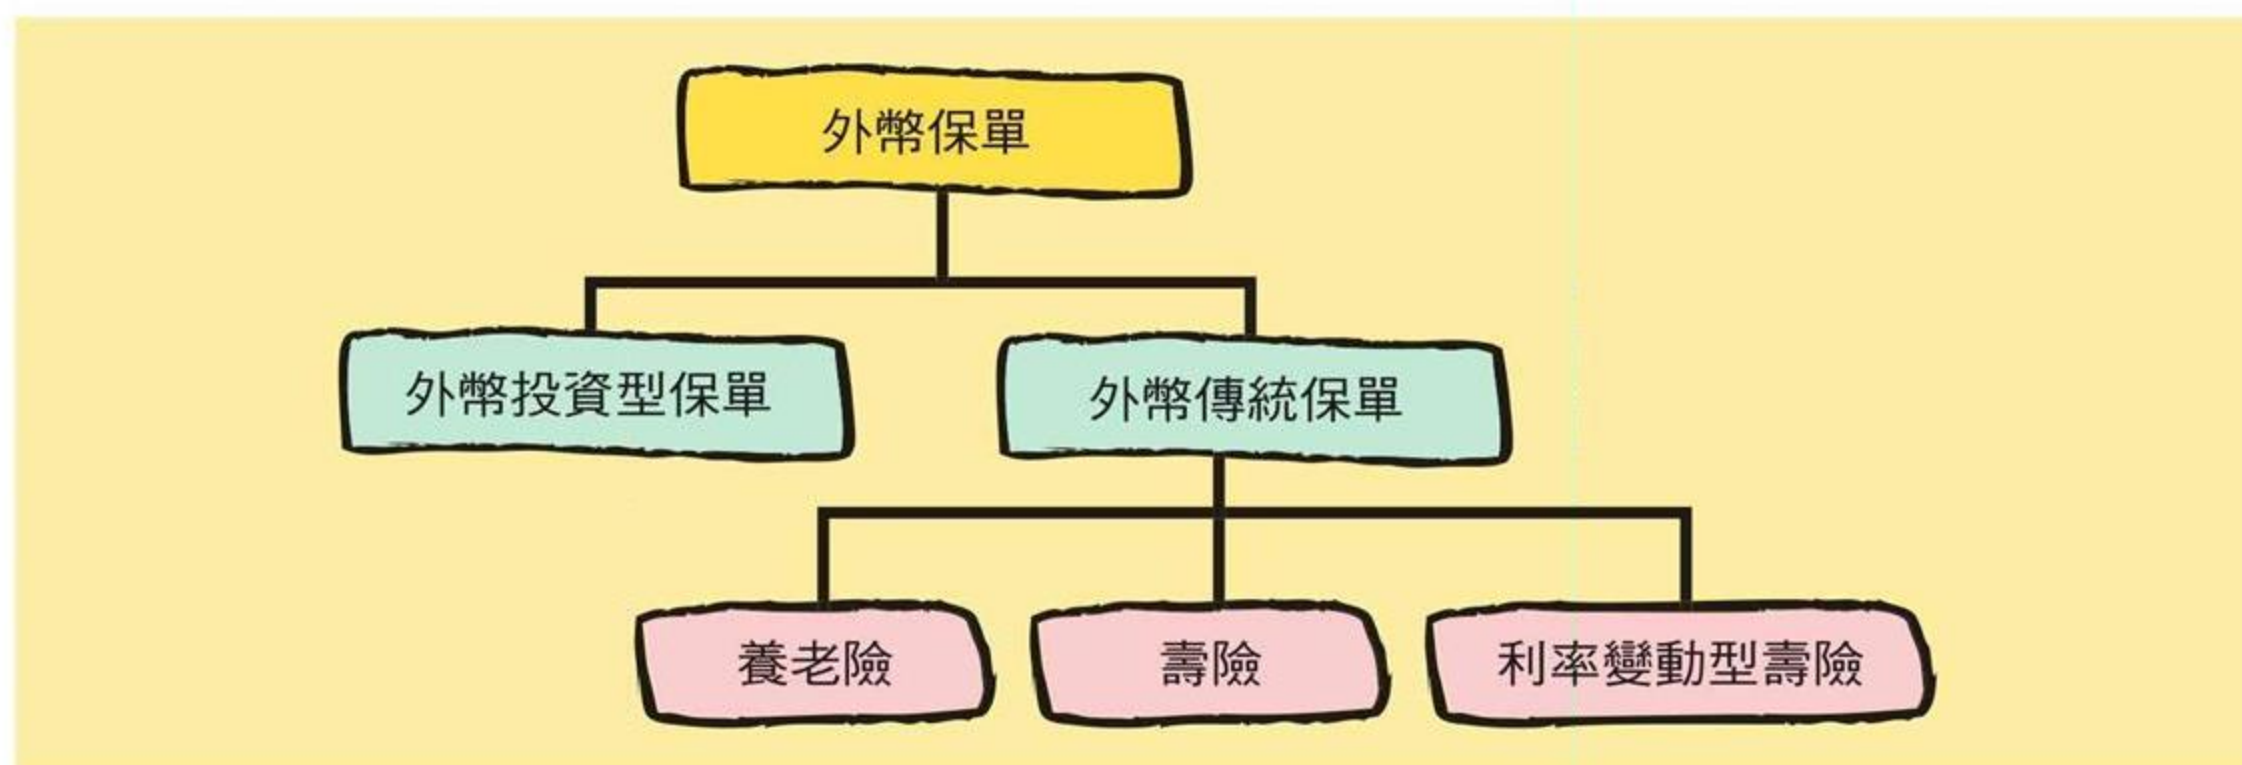 外幣保單
外幣投資型保單
外幣傳統保單
養老險
壽險
利率變動型壽險